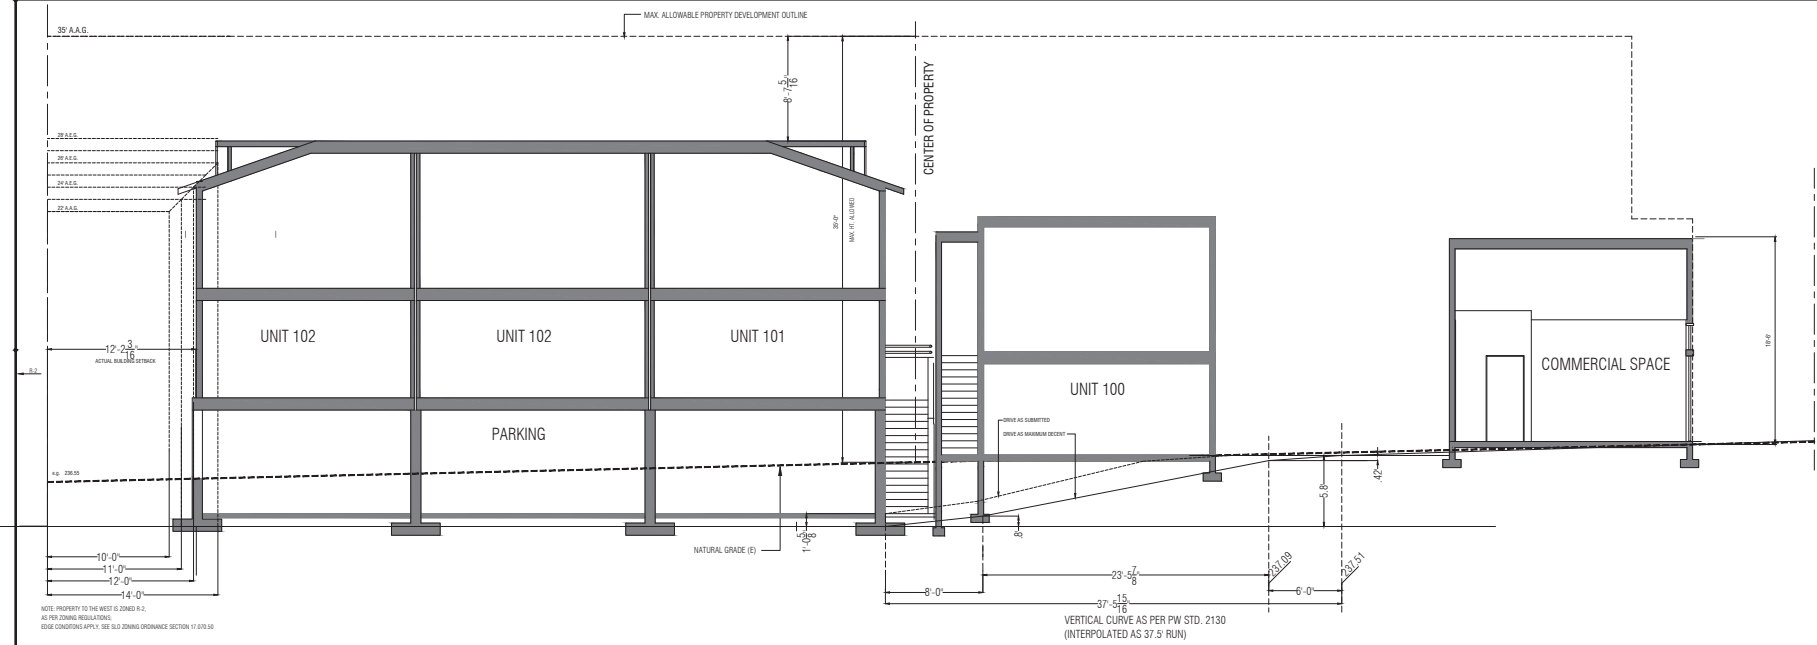 MAX. ALLOWABLE PROPERTY DEVELOPMENT OUTLINE
35' A.A.G.
8'-7 5/16"
CENTER OF PROPERTY
28' A.E.G.
26' A.E.G.
24' A.E.G.
22' A.A.G.
35'-0"
MAX. HT. ALLOWED
UNIT 102
UNIT 102
UNIT 101
12'-2 3/16"
ACTUAL BUILDING SETBACK
R-2
COMMERCIAL SPACE
UNIT 100
DRIVE AS SUBMITTED
DRIVE AS MAXIMUM DECENT
PARKING
e.g. 236.55
5.8'
.42'
.8'
1'-0 5/8"
NATURAL GRADE (E)
10'-0"
11'-0"
12'-0"
14'-0"
23'-5 7/8"
237.09
237.51
8'-0"
6'-0"
37'-5 15/16"
NOTE: PROPERTY TO THE WEST IS ZONED R-2,
AS PER ZONING REGULATIONS,
EDGE CONDITONS APPLY, SEE SLO ZONING ORDINANCE SECTION 17.070.50
VERTICAL CURVE AS PER PW STD. 2130
(INTERPOLATED AS 37.5' RUN)